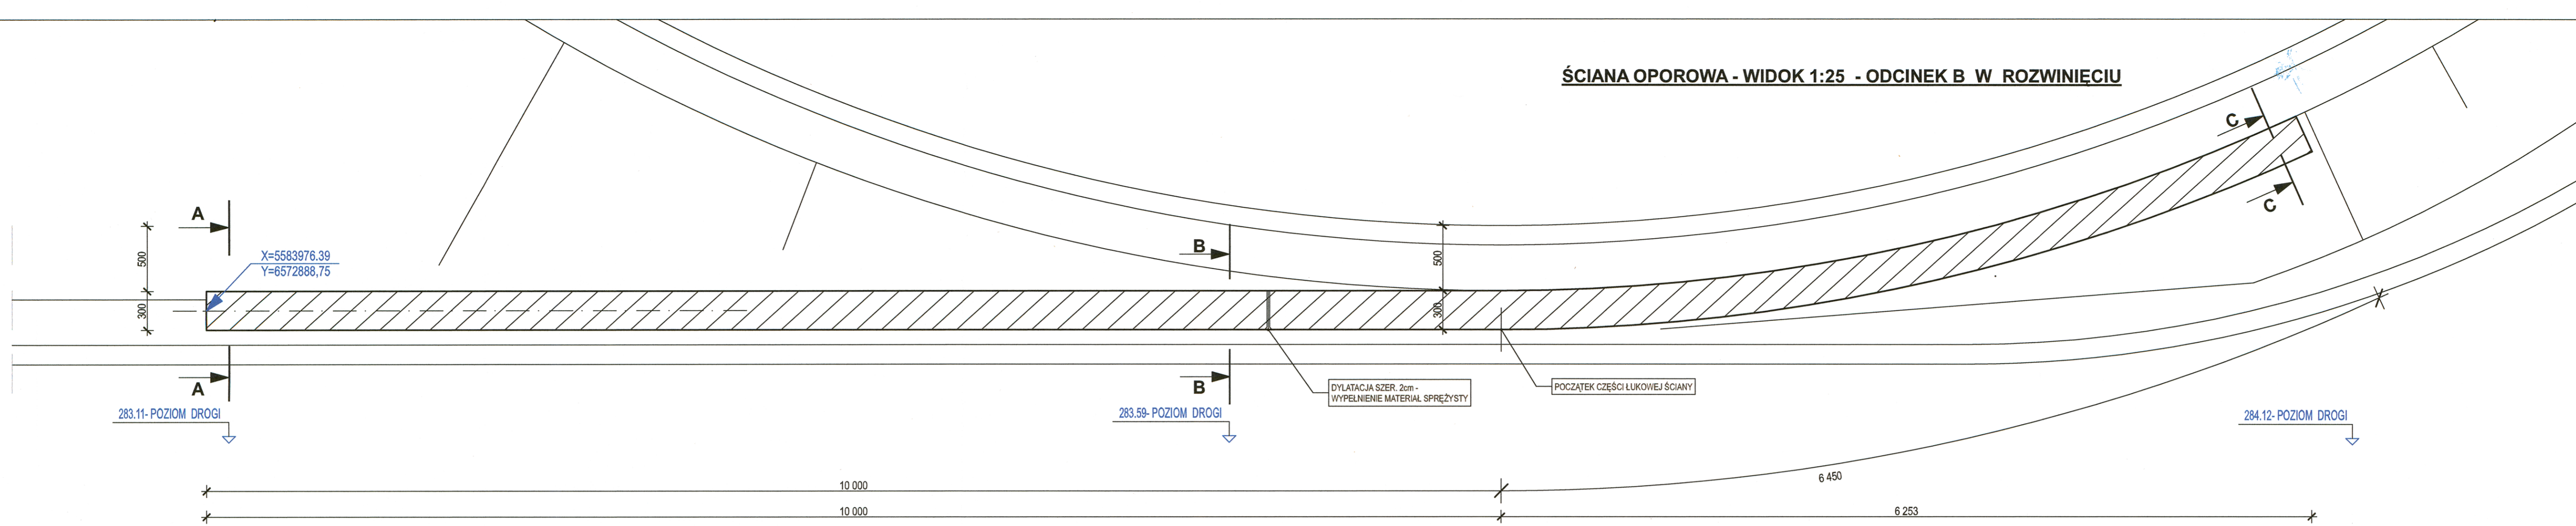 ŚCIANA OPOROWA - WIDOK 1:25 - ODCINEK B W ROZWINIĘCIU
C
C
A
B
500
300
X=5583976.39
Y=6572888,75
500
300
A
B
DYLATACJA SZER. 2cm -
WYPEŁNIENIE MATERIAŁ SPRĘŻYSTY
POCZĄTEK CZĘŚCI ŁUKOWEJ ŚCIANY
283.11- POZIOM DROGI
283.59- POZIOM DROGI
284.12- POZIOM DROGI
10 000
6 450
10 000
6 253